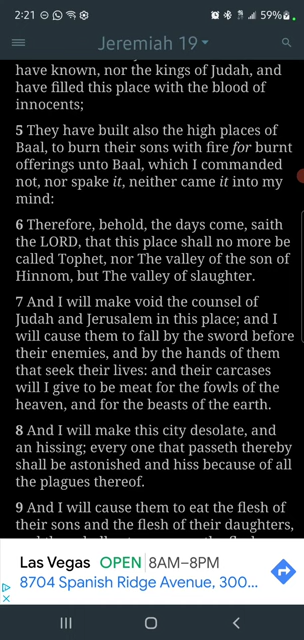 2:21
59%
Jeremiah 19
have known, nor the kings of Judah, and
have filled this place with the blood of
innocents;
5 They have built also the high places of
Baal, to burn their sons with fire for burnt
offerings unto Baal, which I commanded
not, nor spake it, neither came it into my
mind:
6 Therefore, behold, the days come, saith
the LORD, that this place shall no more be
called Tophet, nor The valley of the son of
Hinnom, but The valley of slaughter.
7 And I will make void the counsel of
Judah and Jerusalem in this place; and I
will cause them to fall by the sword before
their enemies, and by the hands of them
that seek their lives: and their carcases
will I give to be meat for the fowls of the
heaven, and for the beasts of the earth.
8 And I will make this city desolate, and
an hissing; every one that passeth thereby
shall be astonished and hiss because of all
the plagues thereof.
9 And I will cause them to eat the flesh of
their sons and the flesh of their daughters,
Las Vegas OPEN 8AM–8PM
8704 Spanish Ridge Avenue, 300...